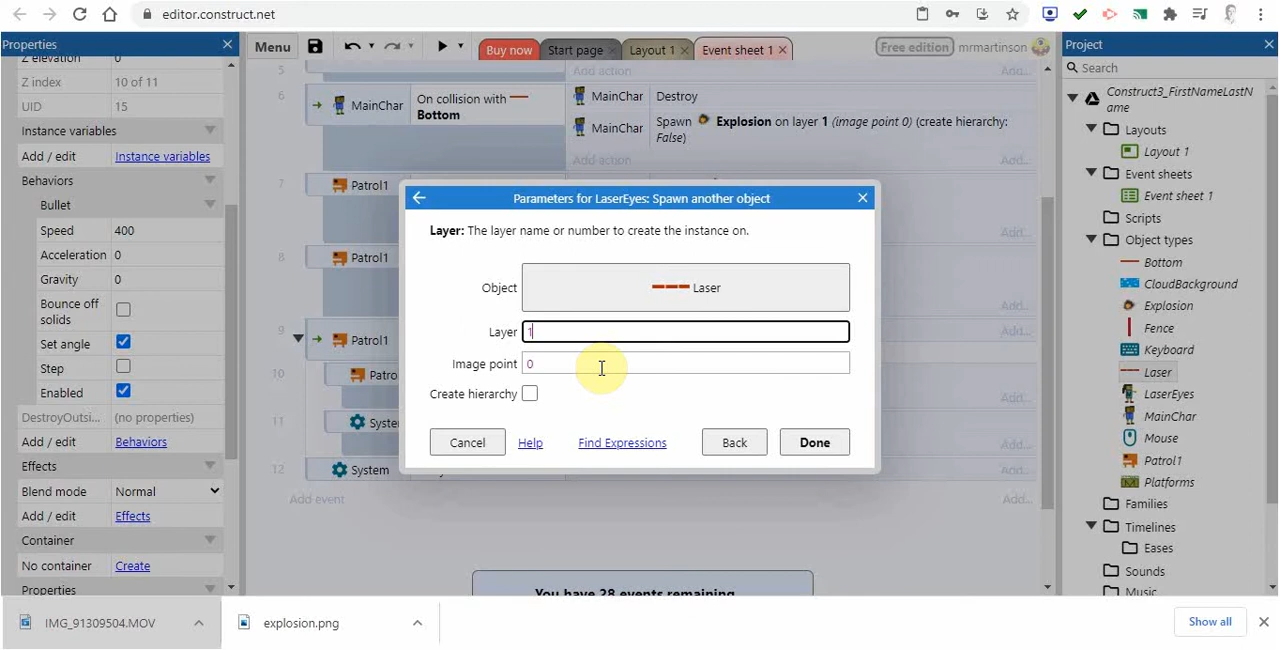 editor.construct.net
Properties
Menu
Buy now
Start page
Layout 1
Event sheet 1
Free edition
mrmartinson
Project
Z elevation 0
Z index 10 of 11
UID 15
Instance variables
Add / edit Instance variables
Behaviors
Bullet
Speed 400
Acceleration 0
Gravity 0
Bounce off
solids
Set angle
Step
Enabled
DestroyOutsi... (no properties)
Add / edit Behaviors
Effects
Blend mode Normal
Add / edit Effects
Container
No container Create
Properties
5
Add action Add...
6 MainChar On collision with
Bottom
MainChar Destroy
MainChar Spawn Explosion on layer 1 (image point 0) (create hierarchy:
False)
Add action Add...
7 Patrol1
Add...
8 Patrol1
Add...
9 Patrol1
Add...
10 Patro
Add...
11 Syste
Add...
12 System
Add...
Add event Add...
You have 28 events remaining
Parameters for LaserEyes: Spawn another object
Layer: The layer name or number to create the instance on.
Object Laser
Layer 1
Image point 0
Create hierarchy
Cancel Help Find Expressions Back Done
Search
Construct3_FirstNameLastN
ame
Layouts
Layout 1
Event sheets
Event sheet 1
Scripts
Object types
Bottom
CloudBackground
Explosion
Fence
Keyboard
Laser
LaserEyes
MainChar
Mouse
Patrol1
Platforms
Families
Timelines
Eases
Sounds
Music
IMG_91309504.MOV
explosion.png
Show all